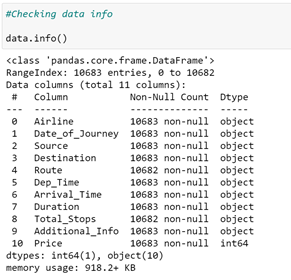 #Checking data info
data.info()
<class 'pandas.core.frame.DataFrame'>
RangeIndex: 10683 entries, 0 to 10682
Data columns (total 11 columns):
 #   Column           Non-Null Count  Dtype
---  ------           --------------  -----
 0   Airline          10683 non-null  object
 1   Date_of_Journey  10683 non-null  object
 2   Source           10683 non-null  object
 3   Destination      10683 non-null  object
 4   Route            10682 non-null  object
 5   Dep_Time         10683 non-null  object
 6   Arrival_Time     10683 non-null  object
 7   Duration         10683 non-null  object
 8   Total_Stops      10682 non-null  object
 9   Additional_Info  10683 non-null  object
 10  Price            10683 non-null  int64
dtypes: int64(1), object(10)
memory usage: 918.2+ KB